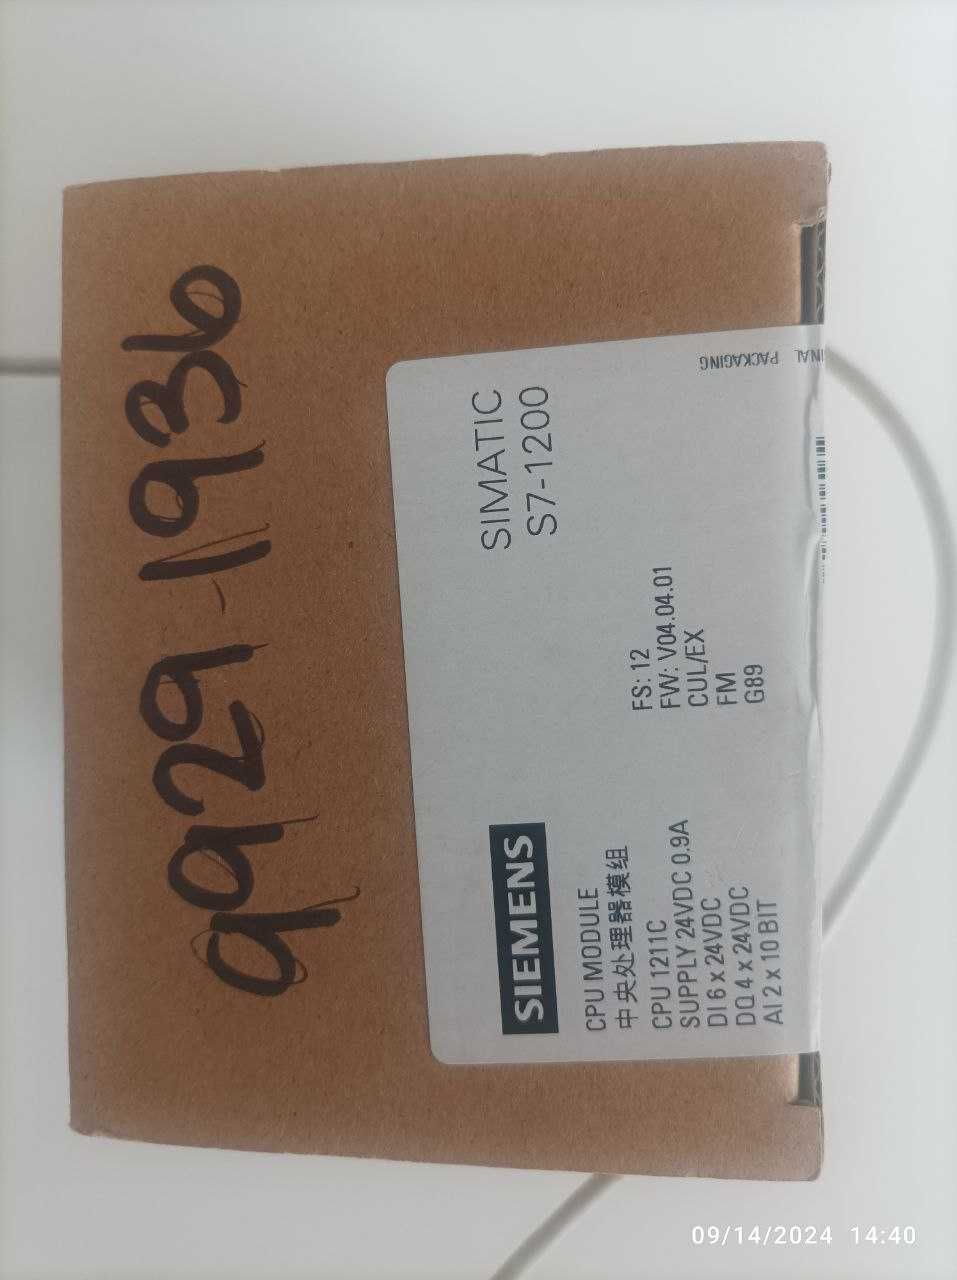 9929-1936
SIEMENS
SIMATIC
S7-1200
CPU MODULE
中央处理器模组
CPU 1211C
SUPPLY 24VDC 0.9A
DI 6 x 24VDC
DQ 4 x 24VDC
AI 2 x 10 BIT
FS: 12
FW: V04.04.01
CUL/EX
FM
G89
INAL PACKAGING
09/14/2024 14:40